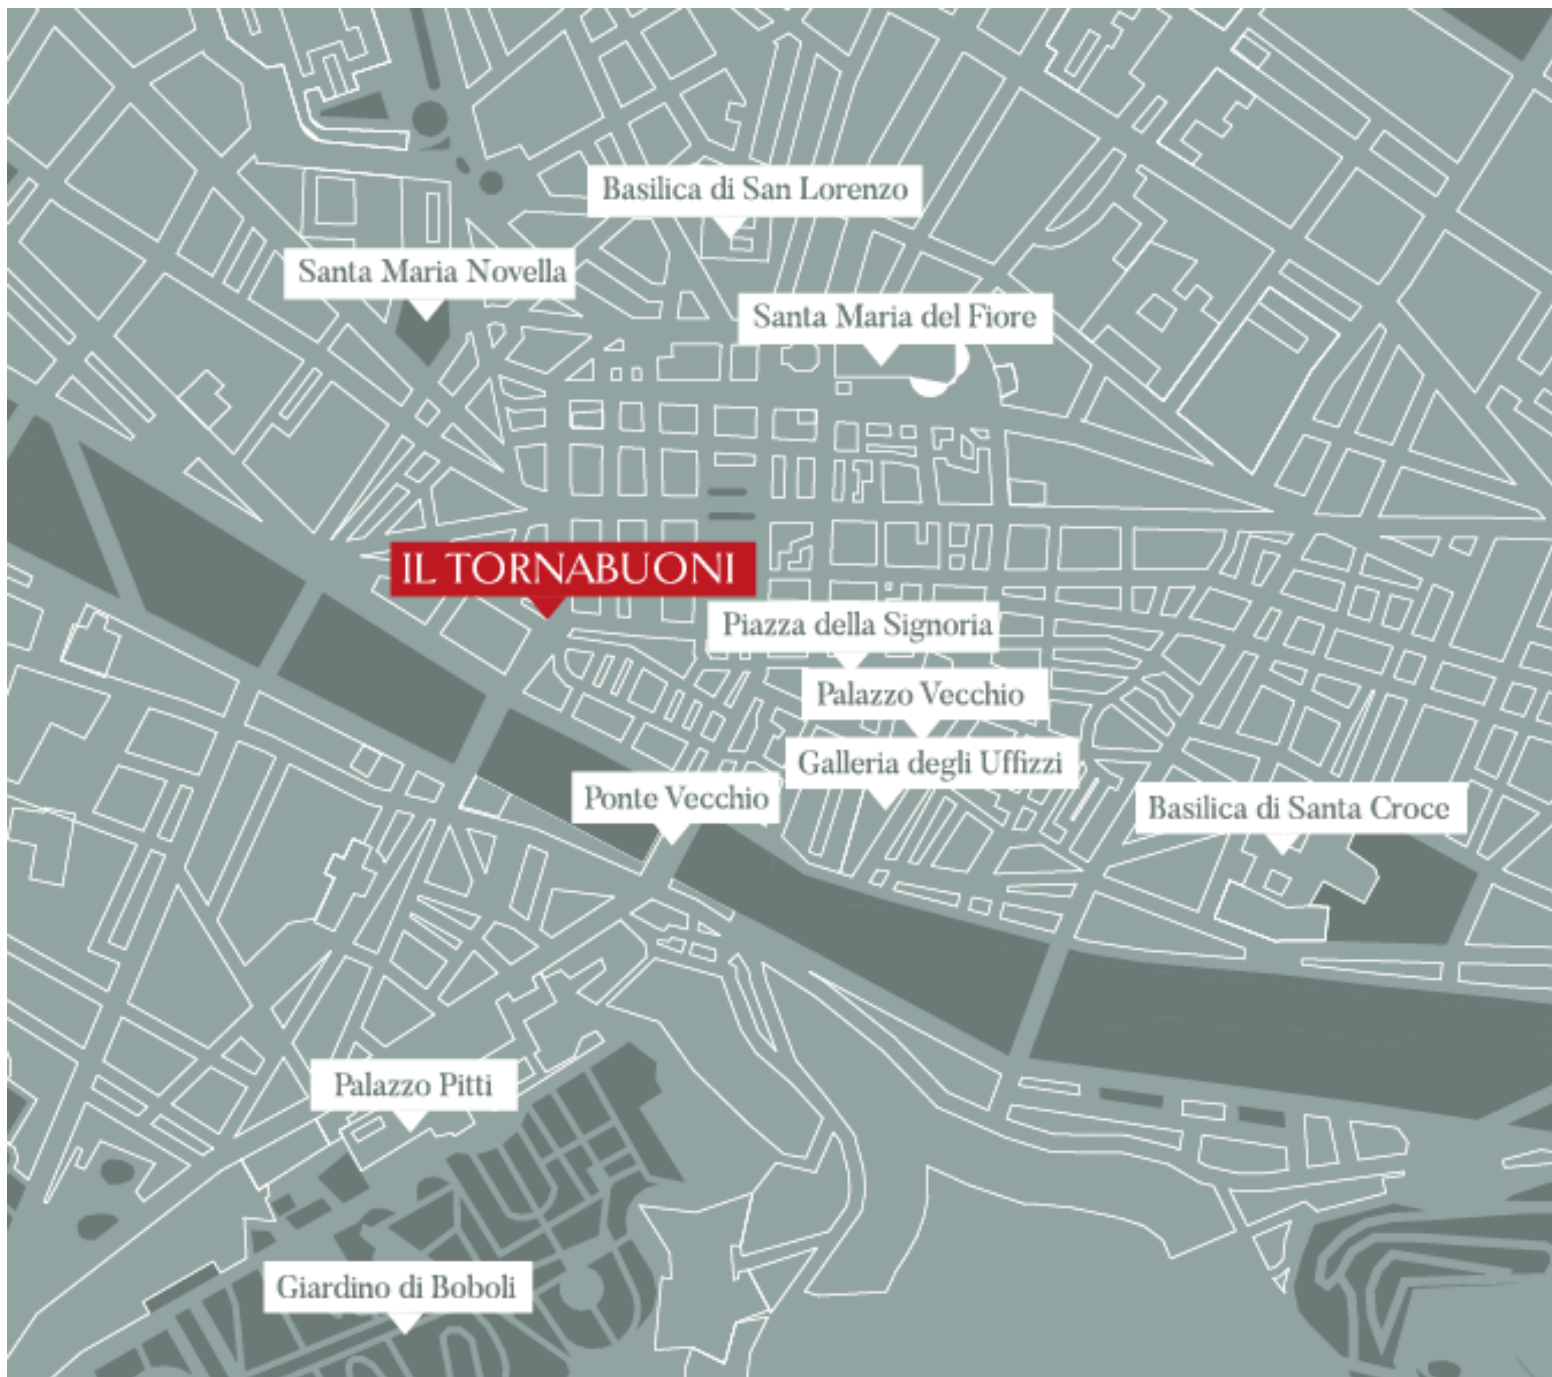 Basilica di San Lorenzo
Santa Maria Novella
Santa Maria del Fiore
IL TORNABUONI
Piazza della Signoria
Palazzo Vecchio
Galleria degli Uffizzi
Ponte Vecchio
Basilica di Santa Croce
Palazzo Pitti
Giardino di Boboli